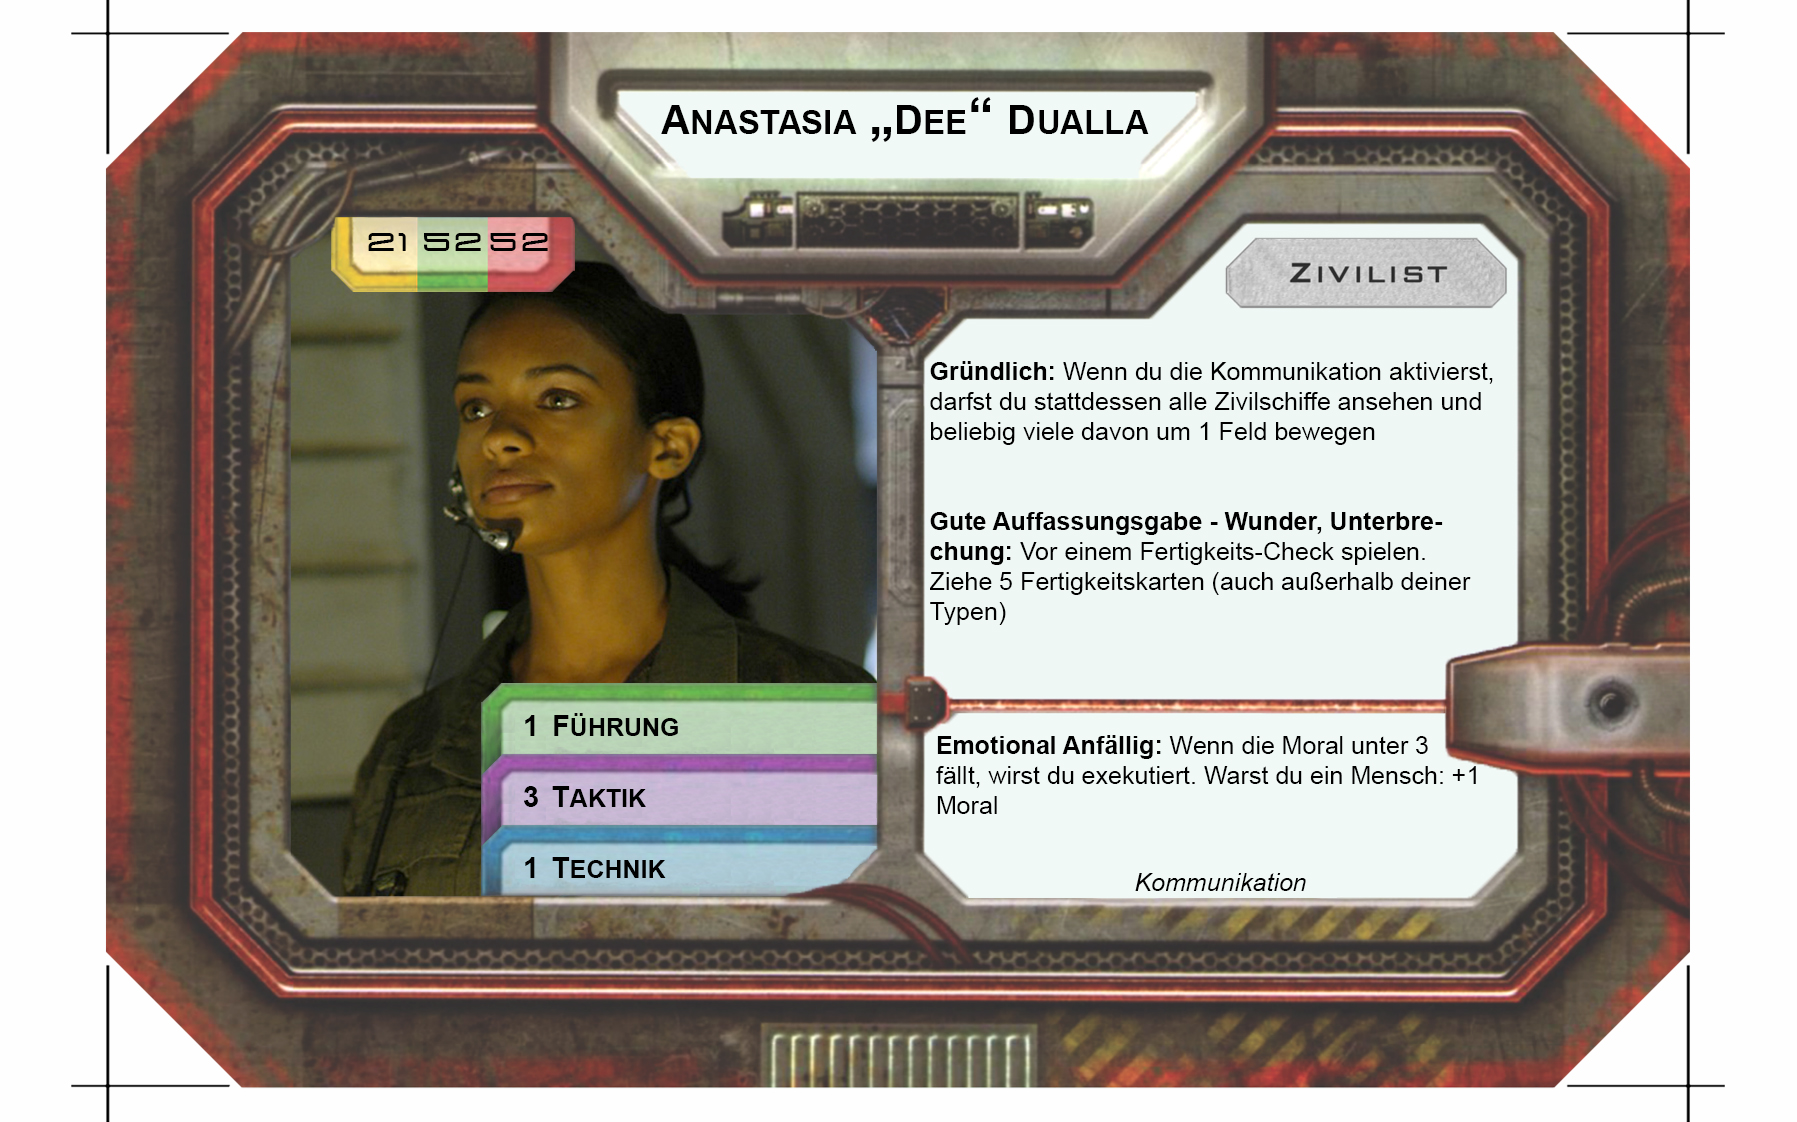 Anastasia „Dee“ Dualla
21 52 52
Zivilist
Gründlich: Wenn du die Kommunikation aktivierst,
darfst du stattdessen alle Zivilschiffe ansehen und
beliebig viele davon um 1 Feld bewegen
Gute Auffassungsgabe - Wunder, Unterbre-
chung: Vor einem Fertigkeits-Check spielen.
Ziehe 5 Fertigkeitskarten (auch außerhalb deiner
Typen)
1 Führung
3 Taktik
1 Technik
Emotional Anfällig: Wenn die Moral unter 3
fällt, wirst du exekutiert. Warst du ein Mensch: +1
Moral
Kommunikation